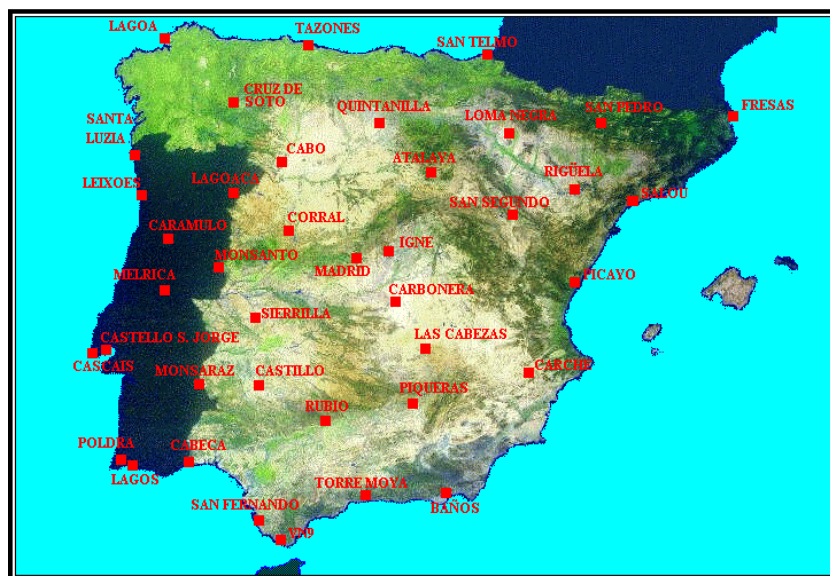 LAGOA
TAZONES
SAN TELMO
CRUZ DE
SOTO
QUINTANILLA
LOMA NEGRA
SAN PEDRO
FRESAS
SANTA
LUZIA
CABO
ATALAYA
RIGÜELA
LEIXOES
LAGOACA
SALOU
SAN SEGUNDO
CARAMULO
CORRAL
IGNE
MONSANTO
MADRID
MELRICA
CARBONERA
PICAYO
SIERRILLA
CASTELLO S. JORGE
LAS CABEZAS
CASCAIS
CARCHE
MONSARAZ
CASTILLO
PIQUERAS
RUBIO
POLDRA
CABECA
LAGOS
TORRE MOYA
SAN FERNANDO
BAÑOS
VN9